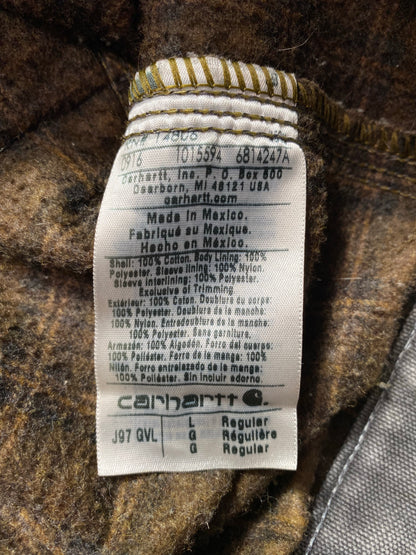 RN# 14806
0916 1015594 6814247A
Carhartt, Inc. P.O. Box 600
Dearborn, MI 48121 USA
carhartt.com
Made in Mexico.
Fabriqué su Mexique.
Hecho en México.
Shell: 100% Cotton. Body Lining: 100%
Polyester. Sleeve lining: 100% Nylon.
Sleeve interlining: 100% Polyester.
Exclusive of Trimming.
Extérieur: 100% Coton. Doublure du corps:
100% Polyester. Doublure de la manche:
100% Nylon. Entredoublure de la manche:
100% Polyester. Sans garniture.
Armazón: 100% Algodón. Forro del cuerpo:
100% Poliéster. Forro de la manga: 100%
Nilón. Forro entrelazado de la manga:
100% Poliéster. Sin incluir adorno.
carhartt
J97 QVL
L Regular
G Régulière
G Regular